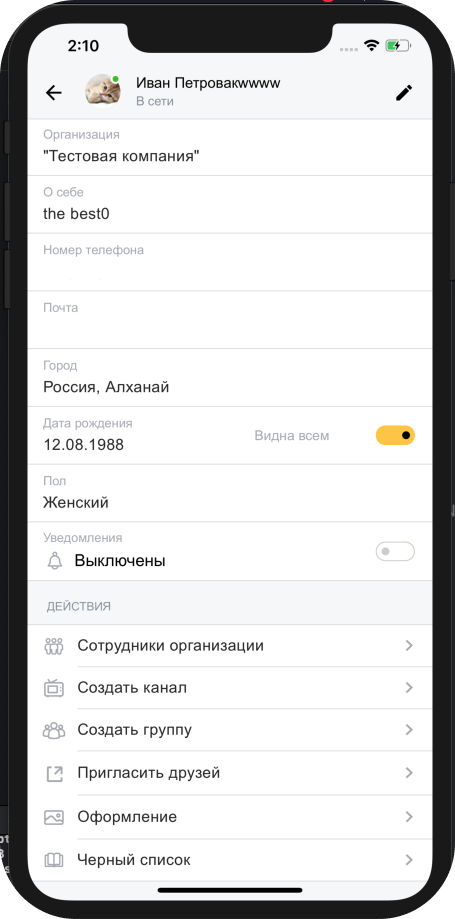 2:10
Иван Петровакwwww
В сети
Организация
"Тестовая компания"
О себе
the best0
Номер телефона
Почта
Город
Россия, Алханай
Дата рождения
12.08.1988
Видна всем
Пол
Женский
Уведомления
Выключены
ДЕЙСТВИЯ
Сотрудники организации
Создать канал
Создать группу
Пригласить друзей
Оформление
Черный список